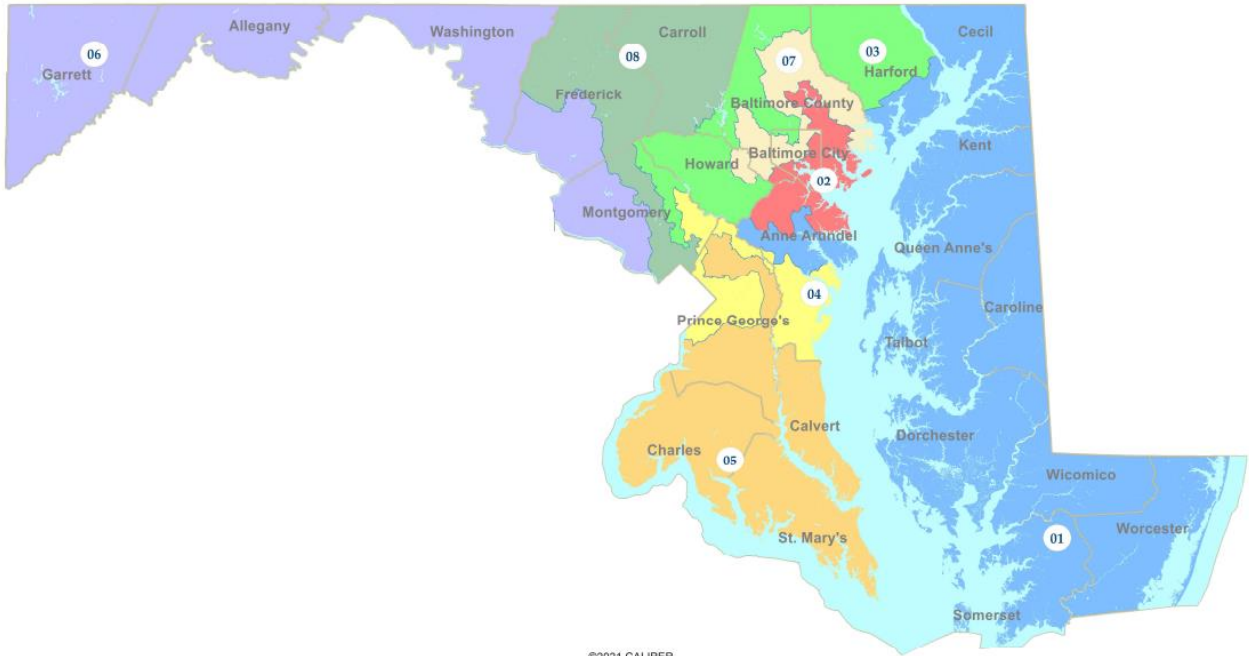 Allegany
Washington
Carroll
Cecil
06
08
07
03
Garrett
Harford
Frederick
Baltimore County
Howard
Baltimore City
Kent
02
Montgomery
Anne Arundel
Queen Anne's
04
Caroline
Prince George's
Talbot
Calvert
Dorchester
Charles
05
Wicomico
St. Mary's
01
Worcester
Somerset
©2021 CALIPER